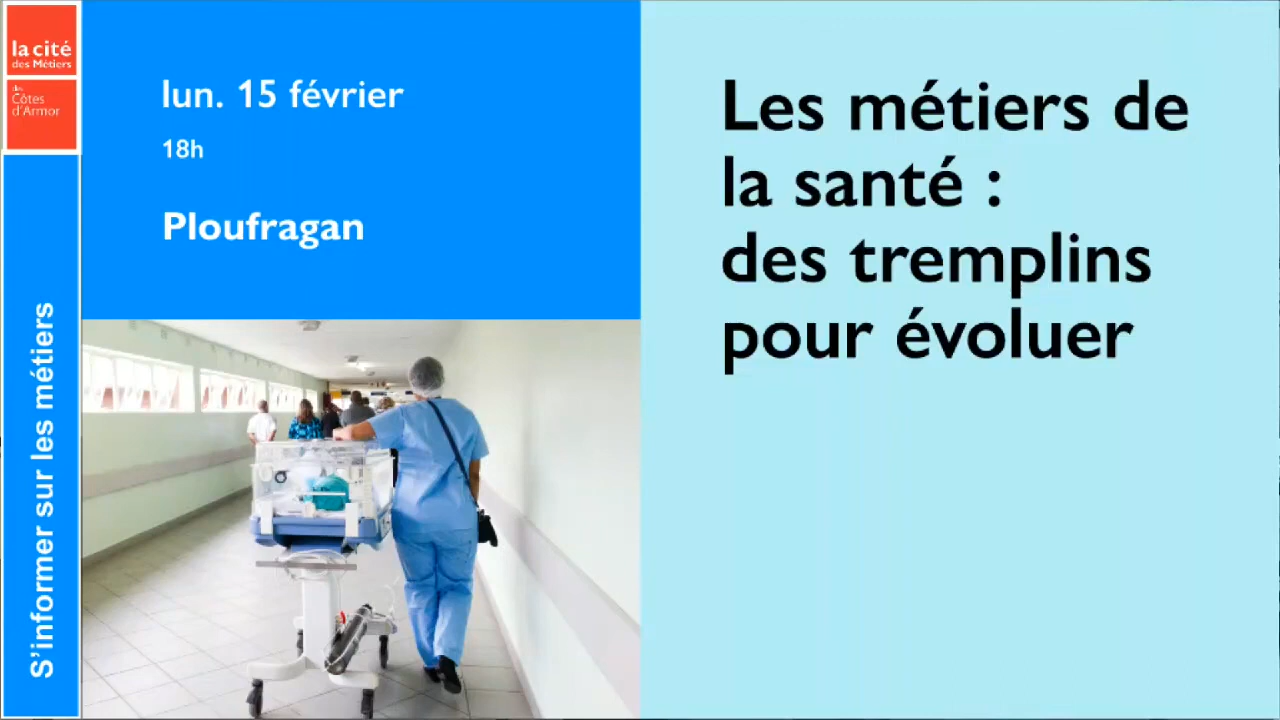 la cité
des Métiers
des
Côtes
d'Armor
S'informer sur les métiers
lun. 15 février
18h
Ploufragan
Les métiers de
la santé :
des tremplins
pour évoluer